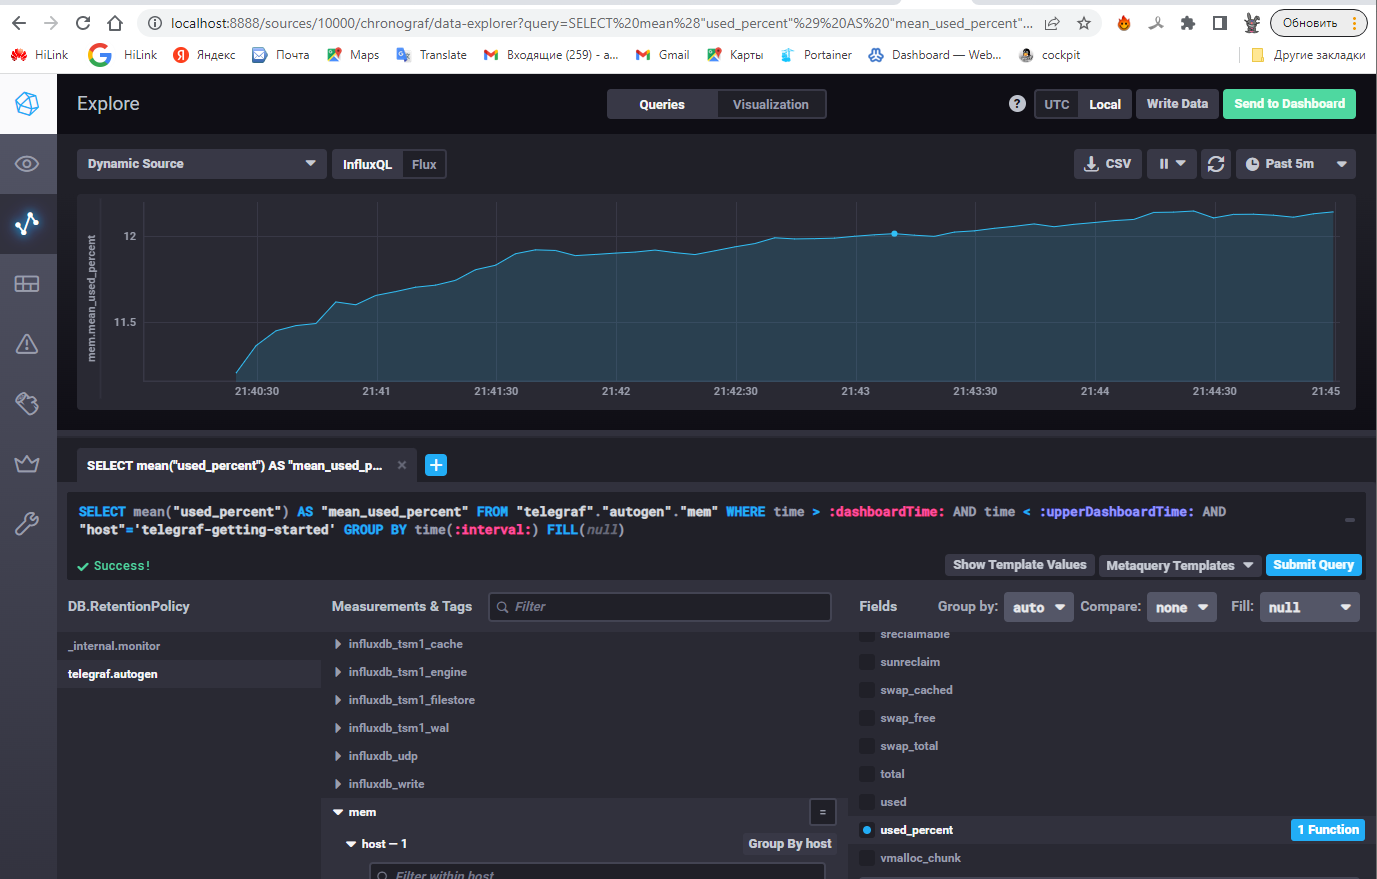 localhost:8888/sources/10000/chronograf/data-explorer?query=SELECT%20mean%28"used_percent"%29%20AS%20"mean_used_percent"...
Обновить
HiLink
HiLink
Яндекс
Почта
Maps
Translate
Входящие (259) - a...
Gmail
Карты
Portainer
Dashboard — Web...
cockpit
Другие закладки
Explore
Queries
Visualization
?
UTC
Local
Write Data
Send to Dashboard
Dynamic Source
InfluxQL
Flux
CSV
Past 5m
mem.mean_used_percent
12
11.5
21:40:30
21:41
21:41:30
21:42
21:42:30
21:43
21:43:30
21:44
21:44:30
21:45
SELECT mean("used_percent") AS "mean_used_p...
SELECT mean("used_percent") AS "mean_used_percent" FROM "telegraf"."autogen"."mem" WHERE time > :dashboardTime: AND time < :upperDashboardTime: AND
"host"='telegraf-getting-started' GROUP BY time(:interval:) FILL(null)
Success!
Show Template Values
Metaquery Templates
Submit Query
DB.RetentionPolicy
Measurements & Tags
Filter
Fields
Group by:
auto
Compare:
none
Fill:
null
_internal.monitor
telegraf.autogen
influxdb_tsm1_cache
influxdb_tsm1_engine
influxdb_tsm1_filestore
influxdb_tsm1_wal
influxdb_udp
influxdb_write
mem
=
host — 1
Group By host
Filter within host
sreclaimable
sunreclaim
swap_cached
swap_free
swap_total
total
used
used_percent
1 Function
vmalloc_chunk